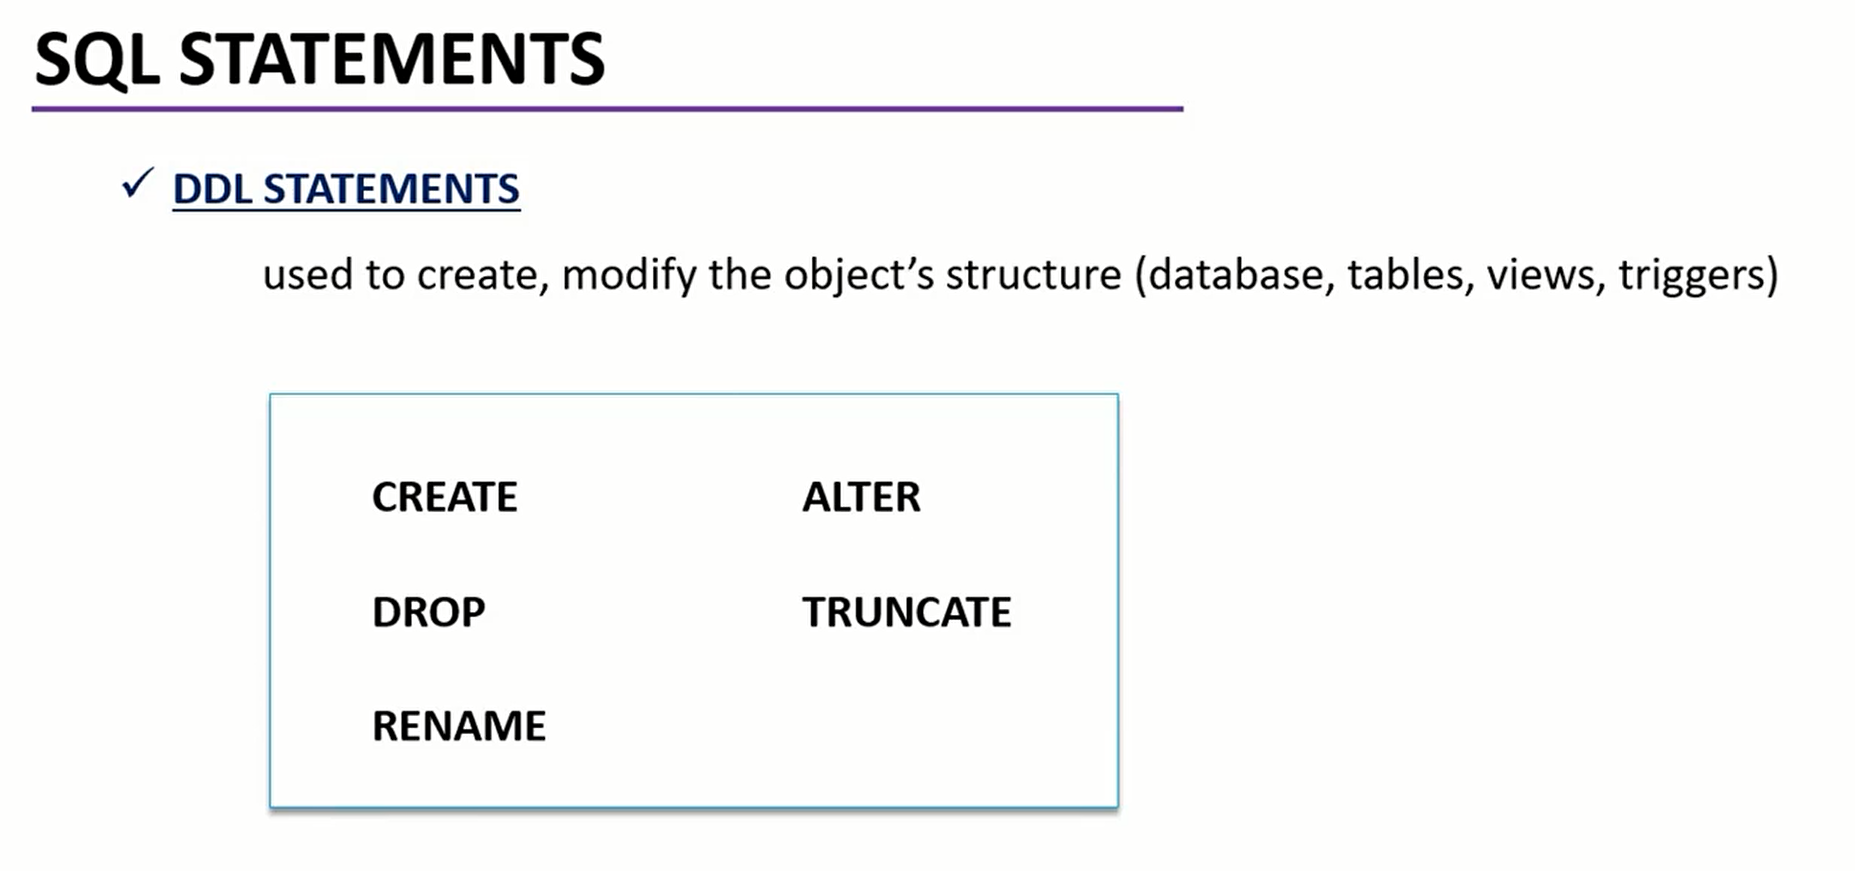 SQL STATEMENTS
✓ DDL STATEMENTS
used to create, modify the object’s structure (database, tables, views, triggers)
CREATE ALTER
DROP TRUNCATE
RENAME